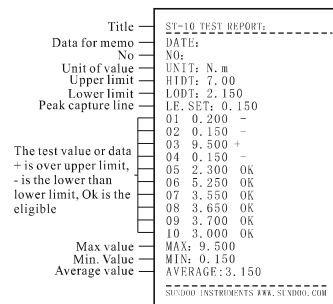 Title
Data for memo
No
Unit of value
Upper limit
Lower limit
Peak capture line
The test value or data
+ is over upper limit,
- is the lower than
lower limit, Ok is the
eligible
Max value
Min. Value
Average value
ST-10 TEST REPORT:
DATE:
NO:
UNIT: N.m
HIDT: 7.00
LODT: 2.150
LE.SET: 0.150
01 0.200 -
02 0.150 -
03 9.500 +
04 0.150 -
05 2.300 OK
06 5.250 OK
07 3.550 OK
08 3.650 OK
09 3.700 OK
10 3.000 OK
MAX: 9.500
MIN: 0.150
AVERAGE:3.150
SUNDOO INSTRUMENTS WWW.SUNDOO.COM